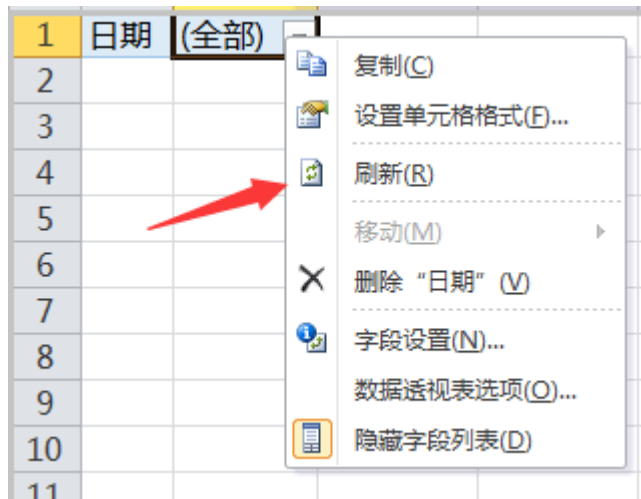 1 日期 (全部)
2
3
4
5
6
7
8
9
10
11
复制(C)
设置单元格格式(F)...
刷新(R)
移动(M)
删除“日期”(V)
字段设置(N)...
数据透视表选项(O)...
隐藏字段列表(D)